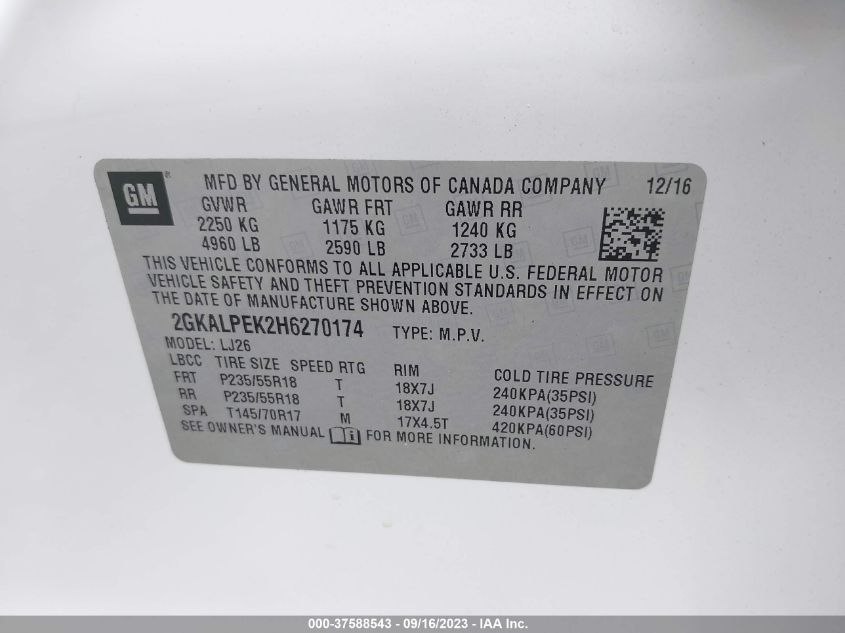 GM ® MFD BY GENERAL MOTORS OF CANADA COMPANY 12/16
GVWR GAWR FRT GAWR RR
2250 KG 1175 KG 1240 KG
4960 LB 2590 LB 2733 LB
THIS VEHICLE CONFORMS TO ALL APPLICABLE U.S. FEDERAL MOTOR
VEHICLE SAFETY AND THEFT PREVENTION STANDARDS IN EFFECT ON
THE DATE OF MANUFACTURE SHOWN ABOVE.
2GKALPEK2H6270174 TYPE: M.P.V.
MODEL: LJ26
LBCC TIRE SIZE SPEED RTG RIM COLD TIRE PRESSURE
FRT P235/55R18 T 18X7J 240KPA(35PSI)
RR P235/55R18 T 18X7J 240KPA(35PSI)
SPA T145/70R17 M 17X4.5T 420KPA(60PSI)
SEE OWNER'S MANUAL FOR MORE INFORMATION.
000-37588543 - 09/16/2023 - IAA Inc.